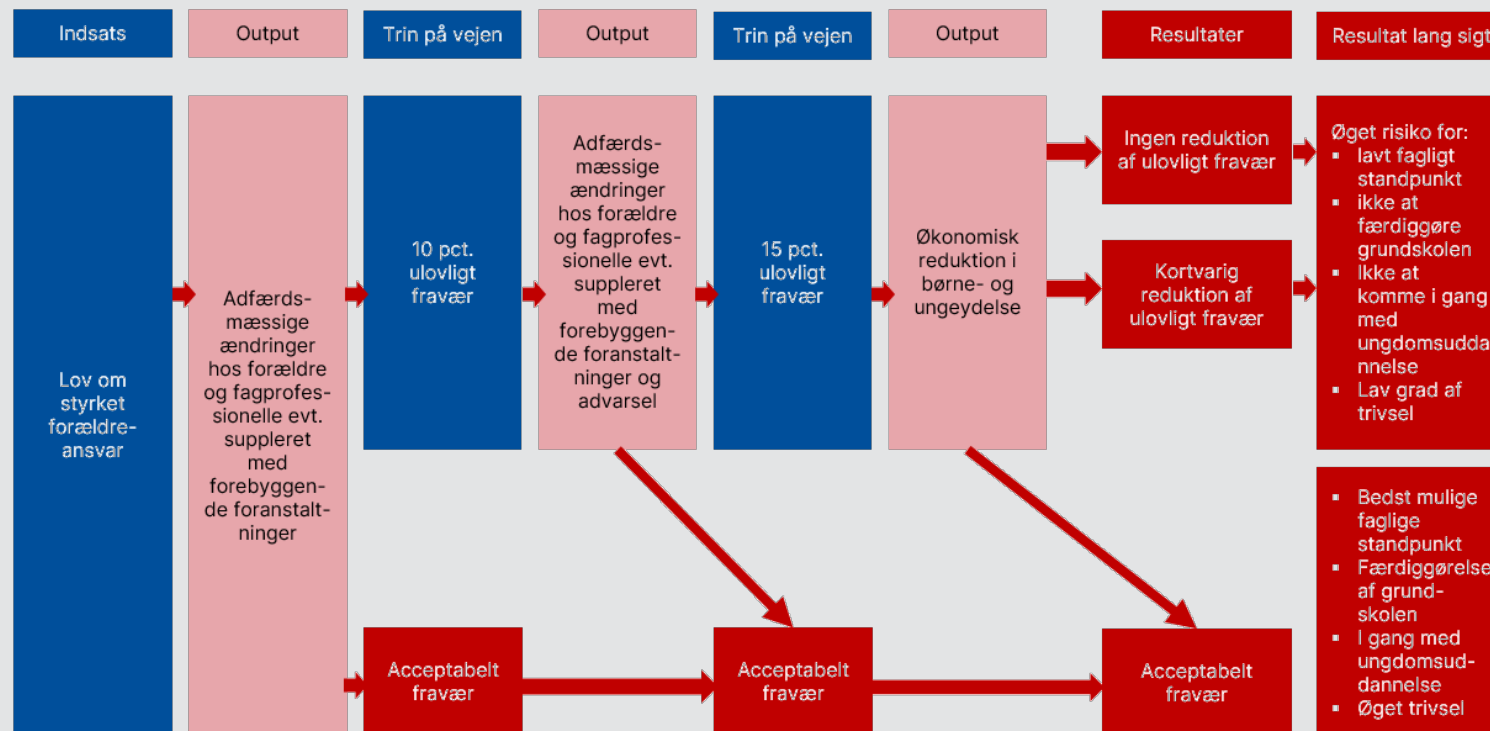 Indsats
Output
Trin på vejen
Output
Trin på vejen
Output
Resultater
Resultat lang sigt
Lov om
styrket
forældre-
ansvar
Adfærds-
mæssige
ændringer
hos forældre
og fagprofes-
sionelle evt.
suppleret
med
forebyggen-
de foranstalt-
ninger
10 pct.
ulovligt
fravær
Adfærds-
mæssige
ændringer
hos forældre
og fagprofes-
sionelle evt.
suppleret
med
forebyggen-
de foranstalt-
ninger og
advarsel
15 pct.
ulovligt
fravær
Økonomisk
reduktion i
børne- og
ungeydelse
Ingen reduktion
af ulovligt fravær
Kortvarig
reduktion af
ulovligt fravær
Øget risiko for:
▪ lavt fagligt
standpunkt
▪ ikke at
færdiggøre
grundskolen
▪ Ikke at
komme i gang
med
ungdomsudda
nnelse
▪ Lav grad af
trivsel
Acceptabelt
fravær
Acceptabelt
fravær
Acceptabelt
fravær
▪ Bedst mulige
faglige
standpunkt
▪ Færdiggørelse
af grund-
skolen
▪ I gang med
ungdomsud-
dannelse
▪ Øget trivsel